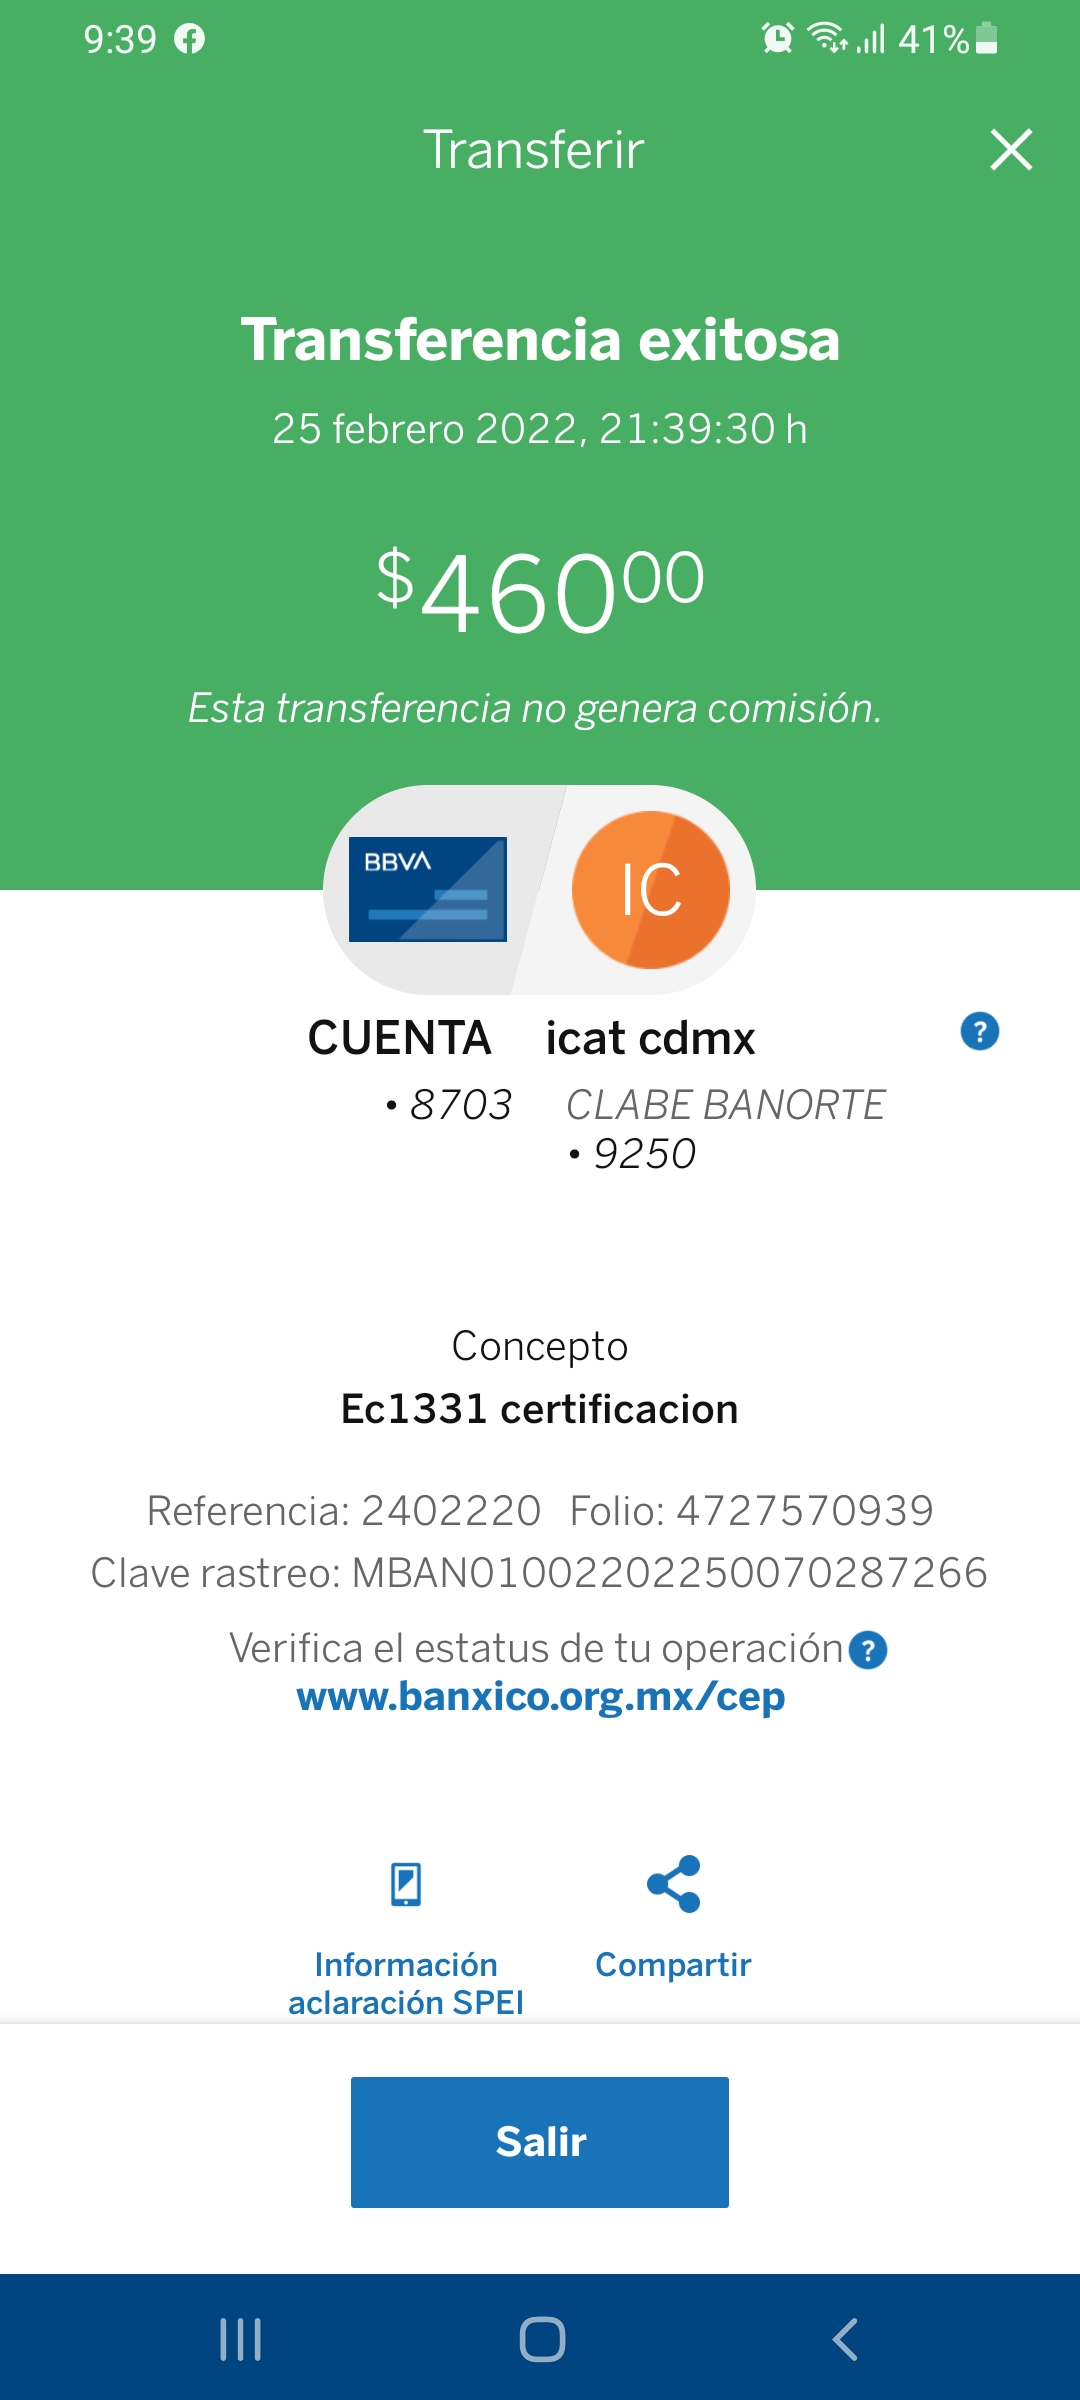 9:39 41%
Transferir
Transferencia exitosa
25 febrero 2022, 21:39:30 h
$460 00
Esta transferencia no genera comisión.
BBVA IC
CUENTA icat cdmx ?
• 8703 CLABE BANORTE
• 9250
Concepto
Ec1331 certificacion
Referencia: 2402220 Folio: 4727570939
Clave rastreo: MBAN01002202250070287266
Verifica el estatus de tu operación ?
www.banxico.org.mx/cep
Información Compartir
aclaración SPEI
Salir